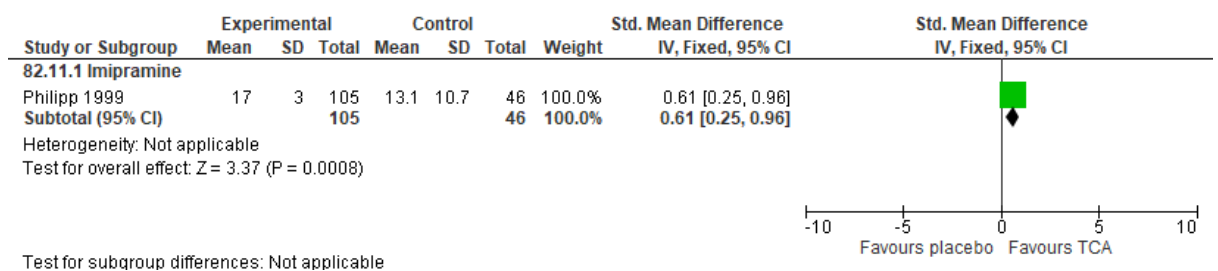 Experimental Control Std. Mean Difference Std. Mean Difference
Study or Subgroup Mean SD Total Mean SD Total Weight IV, Fixed, 95% CI IV, Fixed, 95% CI
82.11.1 Imipramine
Philipp 1999 17 3 105 13.1 10.7 46 100.0% 0.61 [0.25, 0.96]
Subtotal (95% CI) 105 46 100.0% 0.61 [0.25, 0.96]
Heterogeneity: Not applicable
Test for overall effect: Z = 3.37 (P = 0.0008)
-10 -5 0 5 10
Favours placebo Favours TCA
Test for subgroup differences: Not applicable